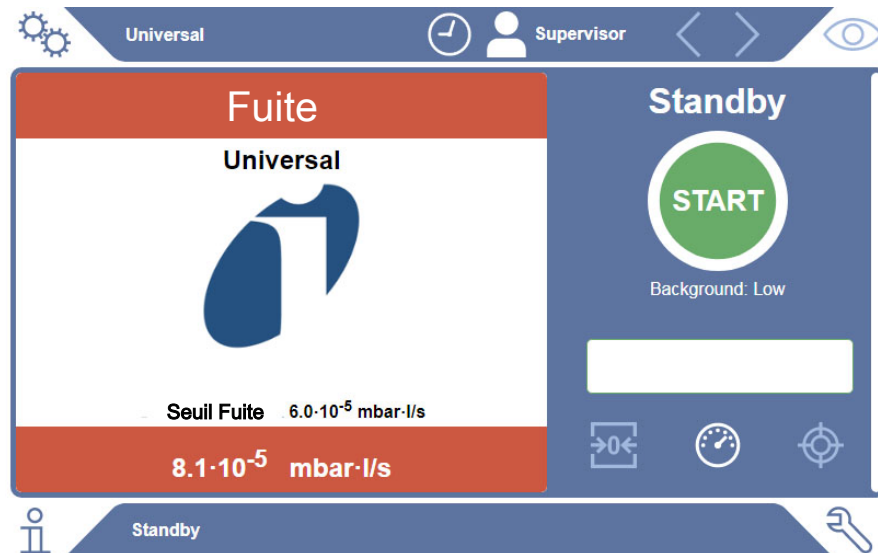 Universal
Supervisor
Fuite
Universal
Seuil Fuite 6.0·10⁻⁵ mbar·l/s
8.1·10⁻⁵ mbar·l/s
Standby
START
Background: Low
→0←
Standby